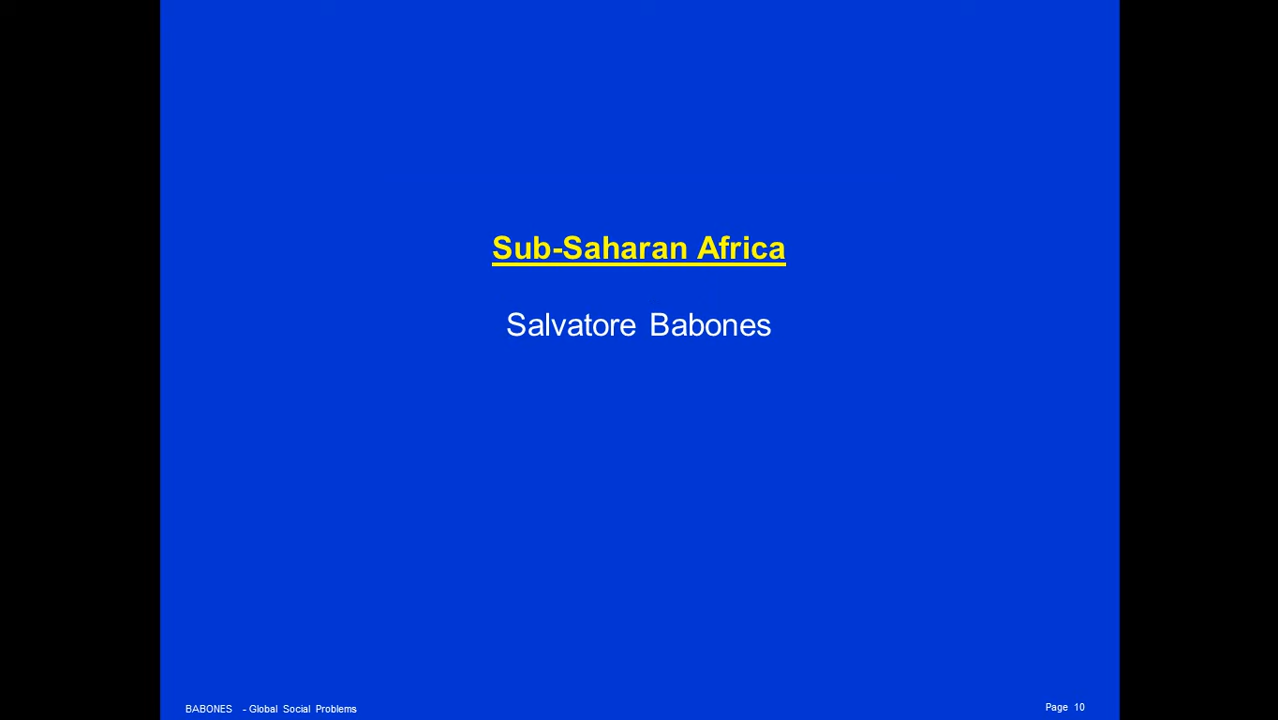 Sub-Saharan Africa
Salvatore Babones
BABONES - Global Social Problems
Page 10